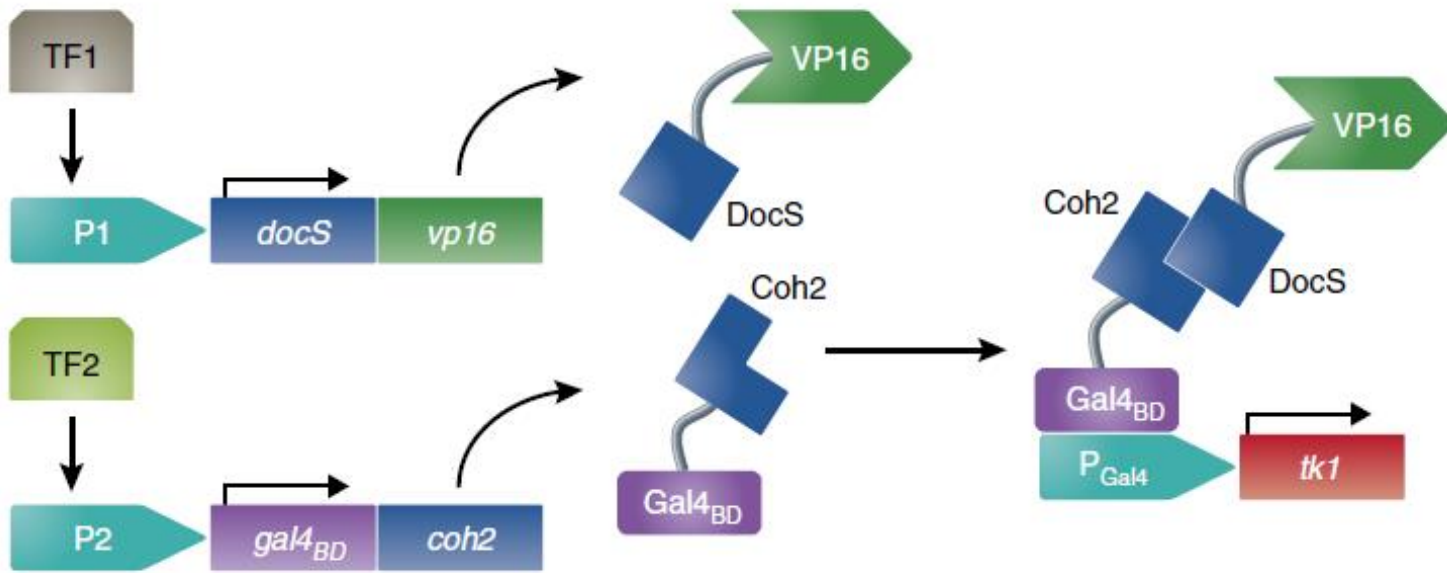 TF1
P1
docS
vp16
VP16
DocS
TF2
P2
gal4BD
coh2
Coh2
Gal4BD
VP16
Coh2
DocS
Gal4BD
PGal4
tk1